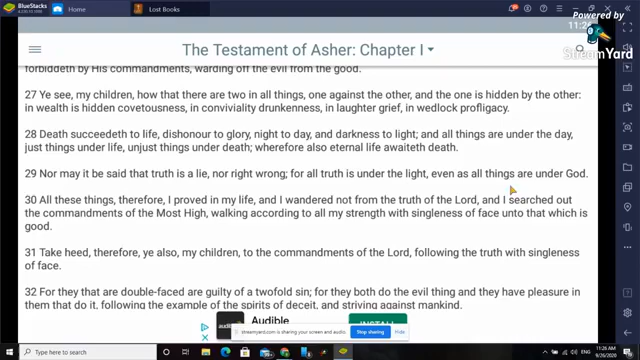 BlueStacks
Home
Lost Books
Powered by
11:26
StreamYard
The Testament of Asher: Chapter I
forbiddeth by His commandments, warding off the evil from the good.
27 Ye see, my children, how that there are two in all things, one against the other, and the one is hidden by the other:
in wealth is hidden covetousness, in conviviality drunkenness, in laughter grief, in wedlock profligacy.
28 Death succeedeth to life, dishonour to glory, night to day, and darkness to light; and all things are under the day,
just things under life, unjust things under death; wherefore also eternal life awaiteth death.
29 Nor may it be said that truth is a lie, nor right wrong; for all truth is under the light, even as all things are under God.
30 All these things, therefore, I proved in my life, and I wandered not from the truth of the Lord, and I searched out
the commandments of the Most High, walking according to all my strength with singleness of face unto that which is
good.
31 Take heed, therefore, ye also, my children, to the commandments of the Lord, following the truth with singleness
of face.
32 For they that are double-faced are guilty of a twofold sin; for they both do the evil thing and they have pleasure in
them that do it, following the example of the spirits of deceit, and striving against mankind.
audible
Audible
INSTALL
streamyard.com is sharing your screen and audio.
Stop sharing
Hide
Type here to search
ENG
11:28 AM
9/26/2020